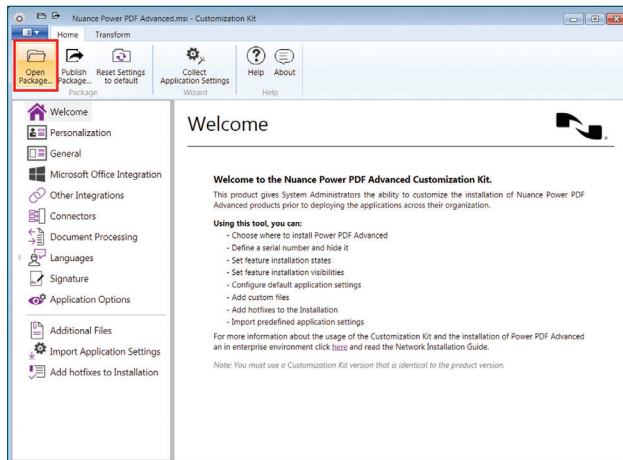 Nuance Power PDF Advanced.msi - Customization Kit
Home Transform
Open Package...
Publish Package...
Reset Settings to default
Collect Application Settings
Help
About
Package Wizard Help
Welcome
Personalization
General
Microsoft Office Integration
Other Integrations
Connectors
Document Processing
Languages
Signature
Application Options
Additional Files
Import Application Settings
Add hotfixes to Installation
Welcome
Welcome to the Nuance Power PDF Advanced Customization Kit.
This product gives System Administrators the ability to customize the installation of Nuance Power PDF
Advanced products prior to deploying the applications across their organization.
Using this tool, you can:
- Choose where to install Power PDF Advanced
- Define a serial number and hide it
- Set feature installation states
- Set feature installation visibilities
- Configure default application settings
- Add custom files
- Add hotfixes to the Installation
- Import predefined application settings
For more information about the usage of the Customization Kit and the installation of Power PDF Advanced
an in enterprise environment click here and read the Network Installation Guide.
Note: You must use a Customization Kit version that is identical to the product version.